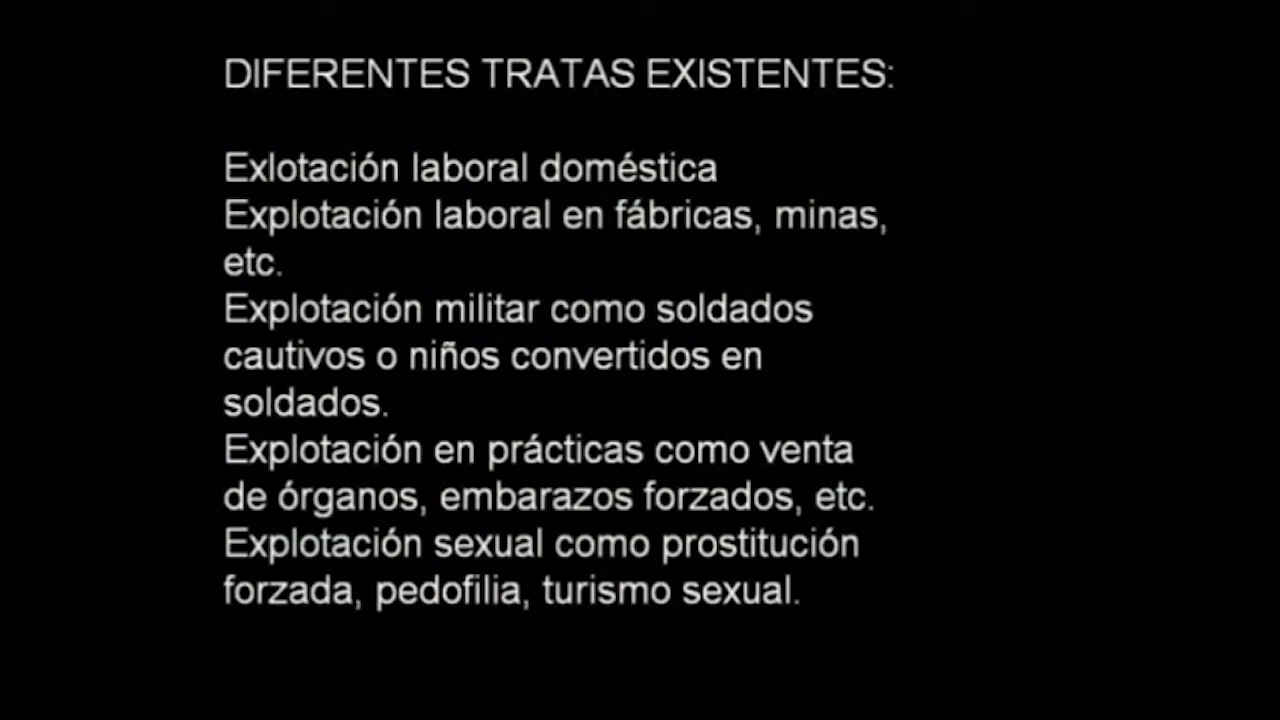 DIFERENTES TRATAS EXISTENTES:
Exlotación laboral doméstica
Explotación laboral en fábricas, minas,
etc.
Explotación militar como soldados
cautivos o niños convertidos en
soldados.
Explotación en prácticas como venta
de órganos, embarazos forzados, etc.
Explotación sexual como prostitución
forzada, pedofilia, turismo sexual.